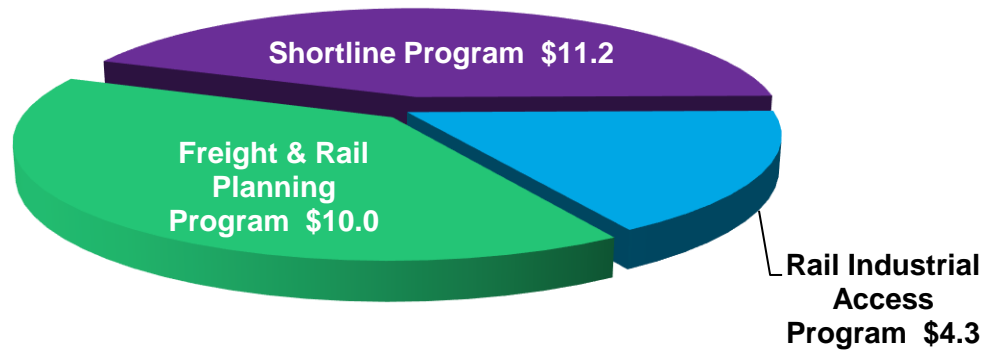 Shortline Program $11.2
Freight & Rail
Planning
Program $10.0
Rail Industrial
Access
Program $4.3